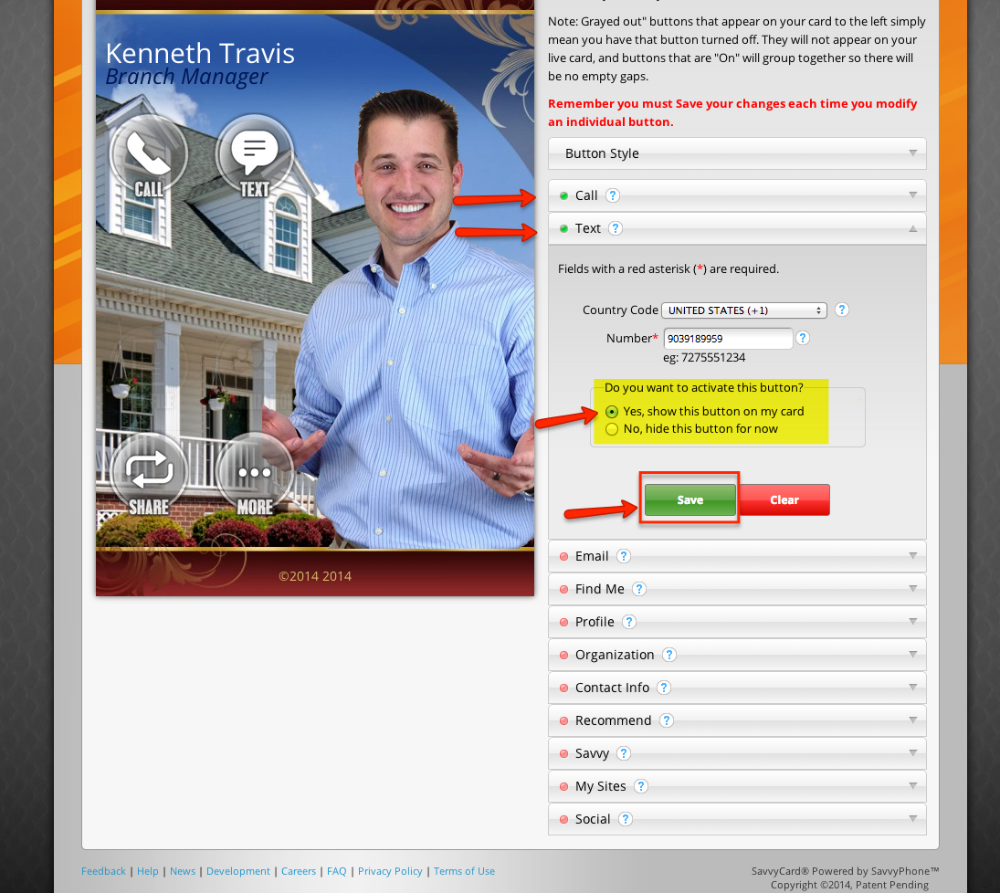 Kenneth Travis
Branch Manager
CALL
TEXT
SHARE
MORE
©2014 2014
Note: Grayed out" buttons that appear on your card to the left simply
mean you have that button turned off. They will not appear on your
live card, and buttons that are "On" will group together so there will
be no empty gaps.
Remember you must Save your changes each time you modify
an individual button.
Button Style
Call ?
Text ?
Fields with a red asterisk (*) are required.
Country Code UNITED STATES (+1) ?
Number* 9039189959 ?
eg: 7275551234
Do you want to activate this button?
Yes, show this button on my card
No, hide this button for now
Save Clear
Email ?
Find Me ?
Profile ?
Organization ?
Contact Info ?
Recommend ?
Savvy ?
My Sites ?
Social ?
Feedback | Help | News | Development | Careers | FAQ | Privacy Policy | Terms of Use
SavvyCard® Powered by SavvyPhone™
Copyright ©2014, Patent Pending